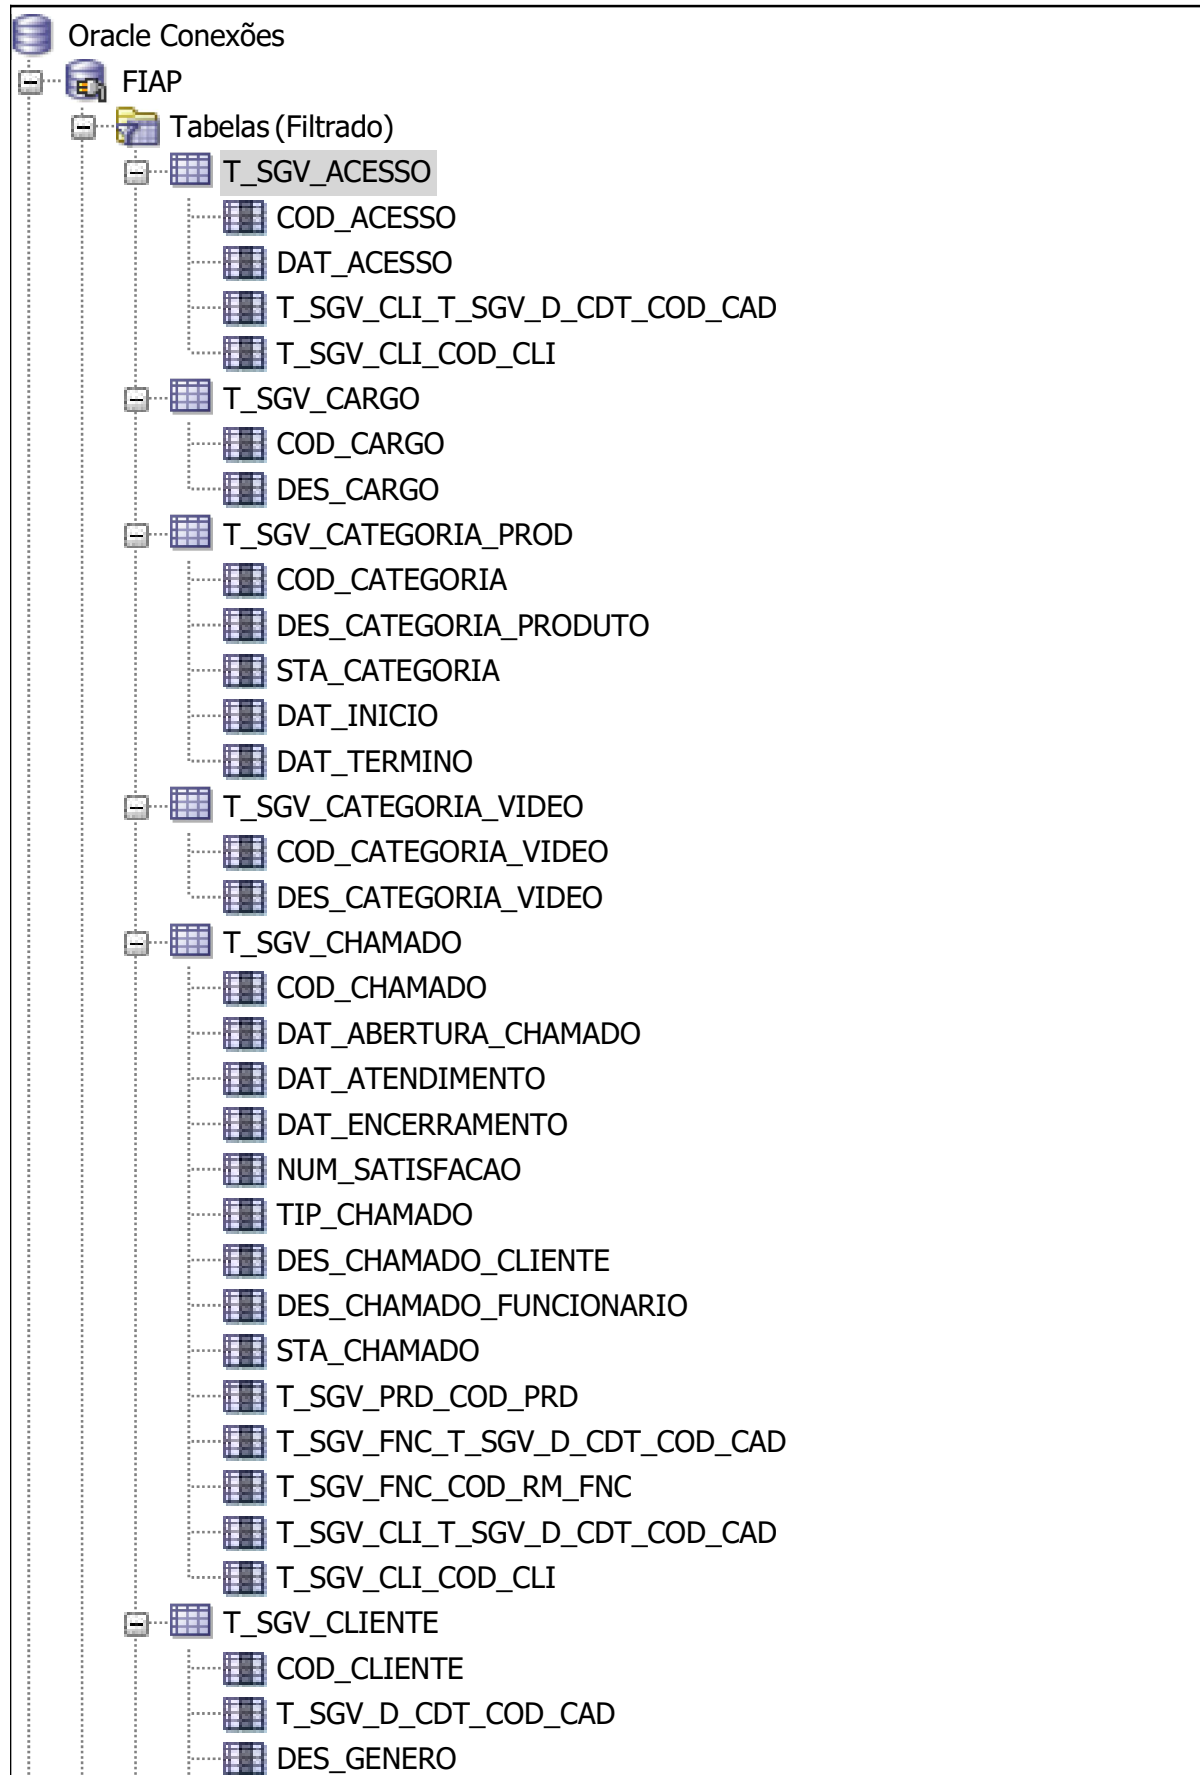 Oracle Conexões
FIAP
Tabelas (Filtrado)
T_SGV_ACESSO
COD_ACESSO
DAT_ACESSO
T_SGV_CLI_T_SGV_D_CDT_COD_CAD
T_SGV_CLI_COD_CLI
T_SGV_CARGO
COD_CARGO
DES_CARGO
T_SGV_CATEGORIA_PROD
COD_CATEGORIA
DES_CATEGORIA_PRODUTO
STA_CATEGORIA
DAT_INICIO
DAT_TERMINO
T_SGV_CATEGORIA_VIDEO
COD_CATEGORIA_VIDEO
DES_CATEGORIA_VIDEO
T_SGV_CHAMADO
COD_CHAMADO
DAT_ABERTURA_CHAMADO
DAT_ATENDIMENTO
DAT_ENCERRAMENTO
NUM_SATISFACAO
TIP_CHAMADO
DES_CHAMADO_CLIENTE
DES_CHAMADO_FUNCIONARIO
STA_CHAMADO
T_SGV_PRD_COD_PRD
T_SGV_FNC_T_SGV_D_CDT_COD_CAD
T_SGV_FNC_COD_RM_FNC
T_SGV_CLI_T_SGV_D_CDT_COD_CAD
T_SGV_CLI_COD_CLI
T_SGV_CLIENTE
COD_CLIENTE
T_SGV_D_CDT_COD_CAD
DES_GENERO